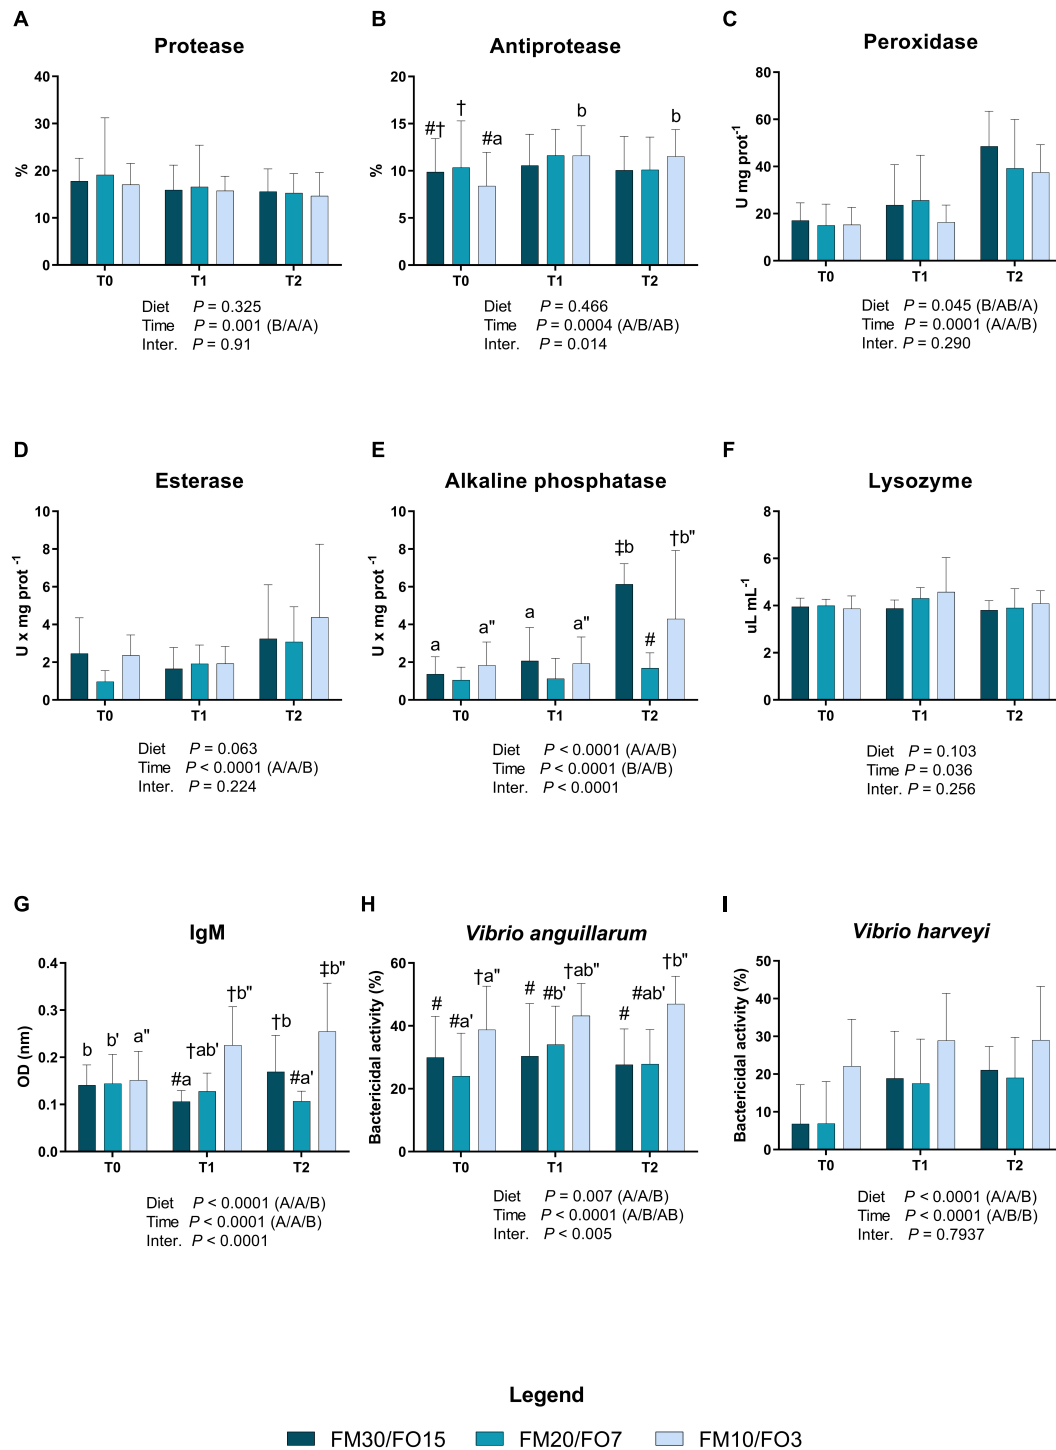 A
Protease
40
30
20
10
0
%
T0
T1
T2
Diet P = 0.325
Time P = 0.001 (B/A/A)
Inter. P = 0.91
B
Antiprotease
20
15
10
5
0
%
#†
†
#a
b
b
T0
T1
T2
Diet P = 0.466
Time P = 0.0004 (A/B/AB)
Inter. P = 0.014
C
Peroxidase
80
60
40
20
0
U mg prot⁻¹
T0
T1
T2
Diet P = 0.045 (B/AB/A)
Time P = 0.0001 (A/A/B)
Inter. P = 0.290
D
Esterase
10
8
6
4
2
0
U x mg prot ⁻¹
T0
T1
T2
Diet P = 0.063
Time P < 0.0001 (A/A/B)
Inter. P = 0.224
E
Alkaline phosphatase
10
8
6
4
2
0
U x mg prot ⁻¹
a
a"
a
a"
‡b
#
†b"
T0
T1
T2
Diet P < 0.0001 (A/A/B)
Time P < 0.0001 (B/A/B)
Inter. P < 0.0001
F
Lysozyme
8
6
4
2
0
uL mL⁻¹
T0
T1
T2
Diet P = 0.103
Time P = 0.036
Inter. P = 0.256
G
IgM
0.4
0.3
0.2
0.1
0.0
OD (nm)
b
b'
a"
#a
†ab'
†b"
†b
#a'
‡b"
T0
T1
T2
Diet P < 0.0001 (A/A/B)
Time P < 0.0001 (A/A/B)
Inter. P < 0.0001
H
Vibrio anguillarum
60
40
20
0
Bactericidal activity (%)
#
#a'
†a"
#
#b'
†ab"
#
#ab'
†b"
T0
T1
T2
Diet P = 0.007 (A/A/B)
Time P < 0.0001 (A/B/AB)
Inter. P < 0.005
I
Vibrio harveyi
50
40
30
20
10
0
Bactericidal activity (%)
T0
T1
T2
Diet P < 0.0001 (A/A/B)
Time P < 0.0001 (A/B/B)
Inter. P = 0.7937
Legend
FM30/FO15
FM20/FO7
FM10/FO3